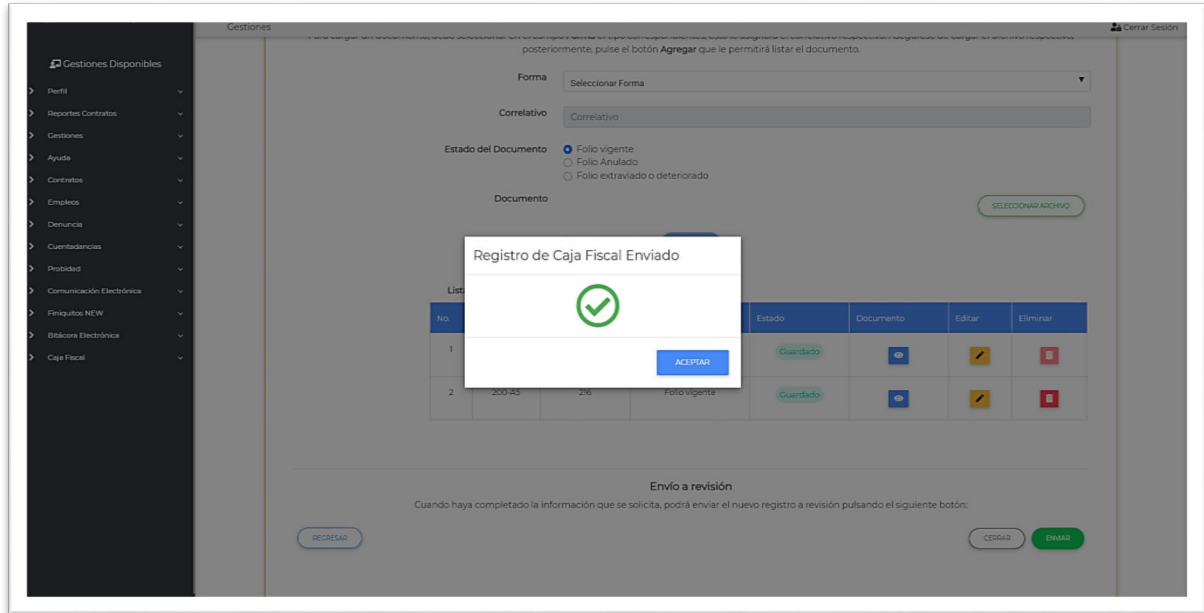 Gestiones
Cerrar Sesión
Gestiones Disponibles
Perfil
Reportes Contratos
Gestiones
Ayuda
Contratos
Empleos
Denuncia
Cuentadancias
Probidad
Comunicación Electrónica
Finiquitos NEW
Bitácora Electrónica
Caja Fiscal
posteriormente, pulse el botón Agregar que le permitirá listar el documento.
Forma
Seleccionar Forma
Correlativo
Correlativo
Estado del Documento
Folio vigente
Folio Anulado
Folio extraviado o deteriorado
Documento
SELECCIONAR ARCHIVO
Registro de Caja Fiscal Enviado
ACEPTAR
No. Estado Documento Editar Eliminar
1 Guardado
2 200-A5 216 Folio vigente Guardado
Envío a revisión
Cuando haya completado la información que se solicita, podrá enviar el nuevo registro a revisión pulsando el siguiente botón:
REGRESAR
CERRAR
ENVIAR